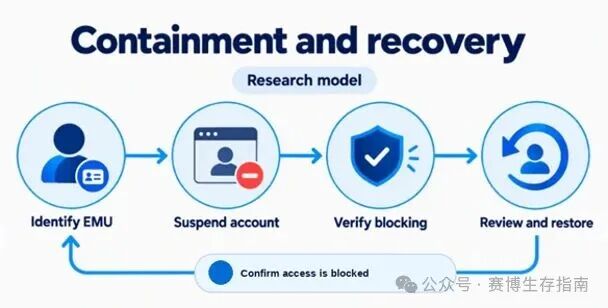 Containment and recovery
Research model
Identify EMU
Suspend account
Verify blocking
Review and restore
Confirm access is blocked
公众号 · 赛博生存指南